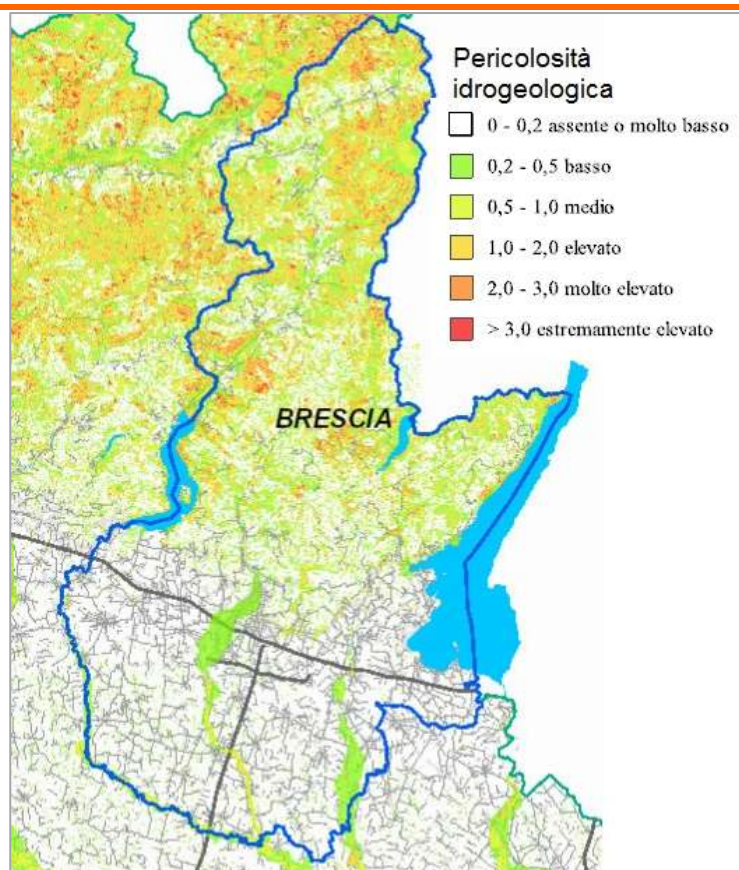 Pericolosità
idrogeologica
0 - 0,2 assente o molto basso
0,2 - 0,5 basso
0,5 - 1,0 medio
1,0 - 2,0 elevato
2,0 - 3,0 molto elevato
> 3,0 estremamente elevato
BRESCIA